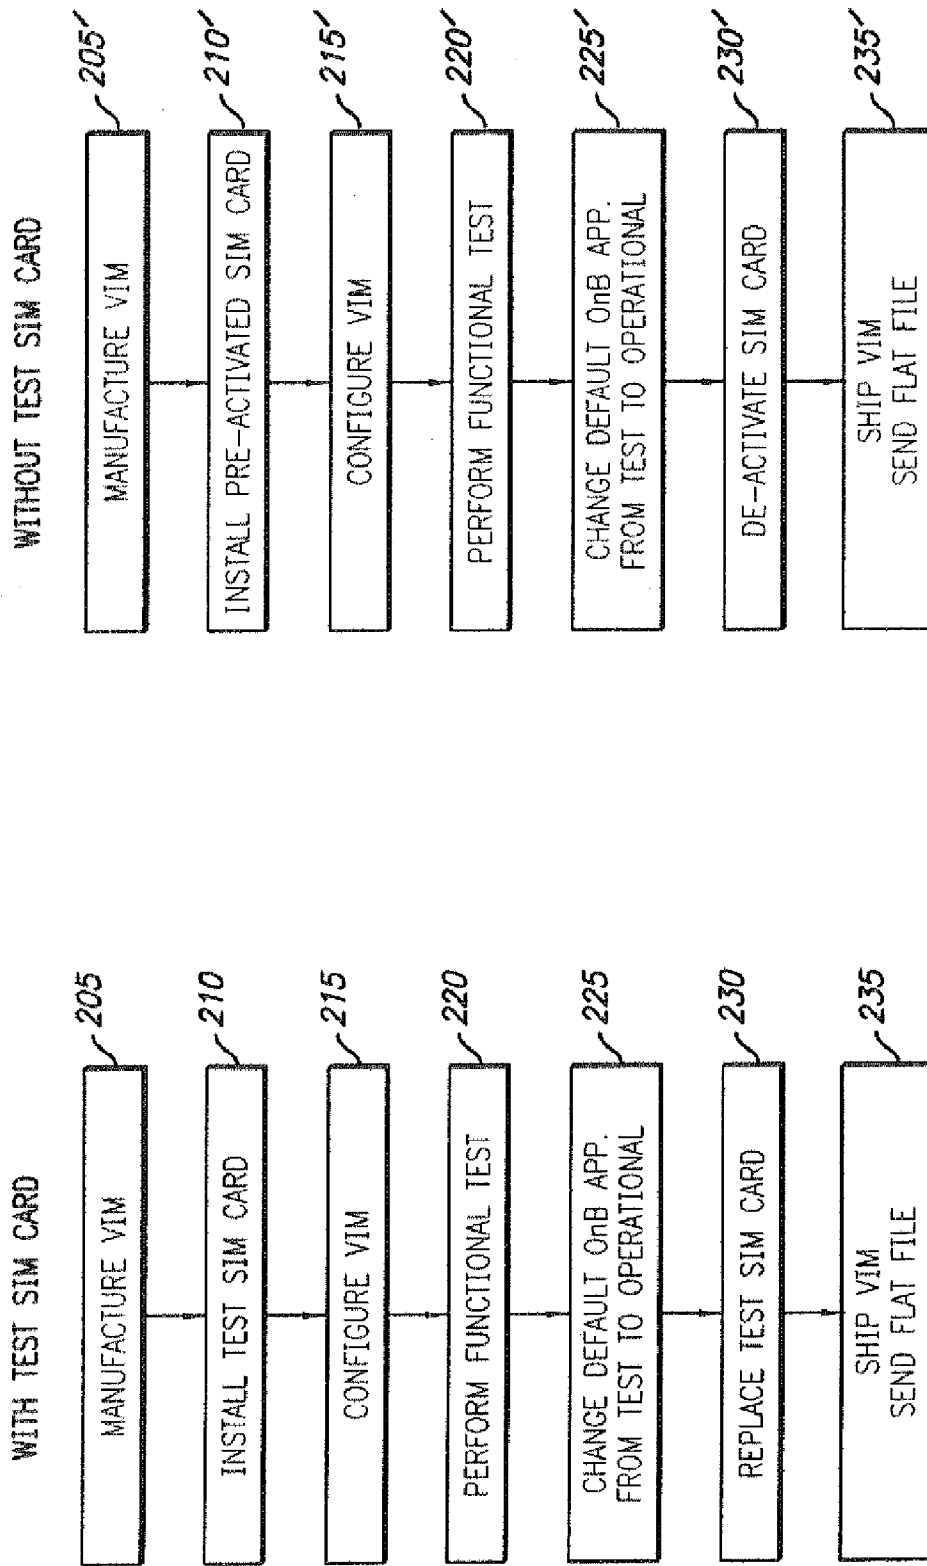 WITH TEST SIM CARD
MANUFACTURE VIM
205
INSTALL TEST SIM CARD
210
CONFIGURE VIM
215
PERFORM FUNCTIONAL TEST
220
CHANGE DEFAULT OnB APP.
FROM TEST TO OPERATIONAL
225
REPLACE TEST SIM CARD
230
SHIP VIM
SEND FLAT FILE
235
WITHOUT TEST SIM CARD
MANUFACTURE VIM
205'
INSTALL PRE-ACTIVATED SIM CARD
210'
CONFIGURE VIM
215'
PERFORM FUNCTIONAL TEST
220'
CHANGE DEFAULT OnB APP.
FROM TEST TO OPERATIONAL
225'
DE-ACTIVATE SIM CARD
230'
SHIP VIM
SEND FLAT FILE
235'